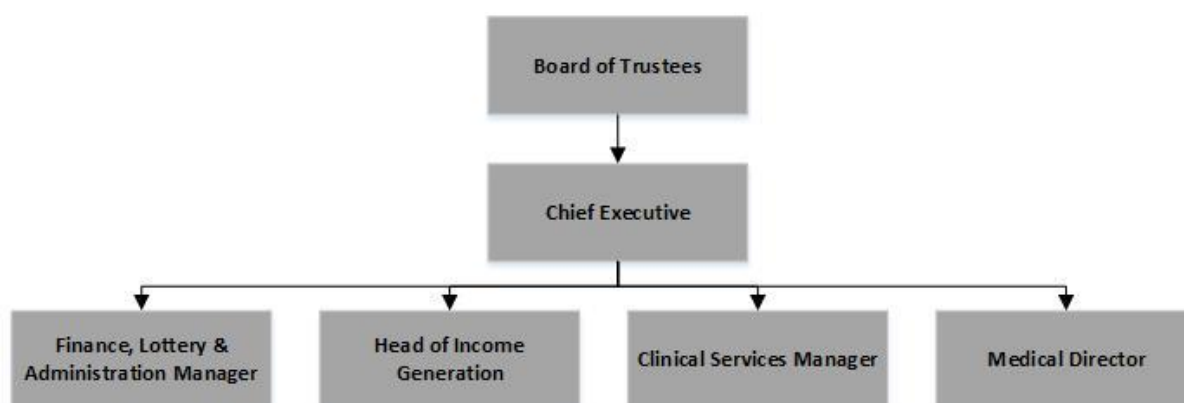 Board of Trustees
Chief Executive
Finance, Lottery &
Administration Manager
Head of Income
Generation
Clinical Services Manager
Medical Director